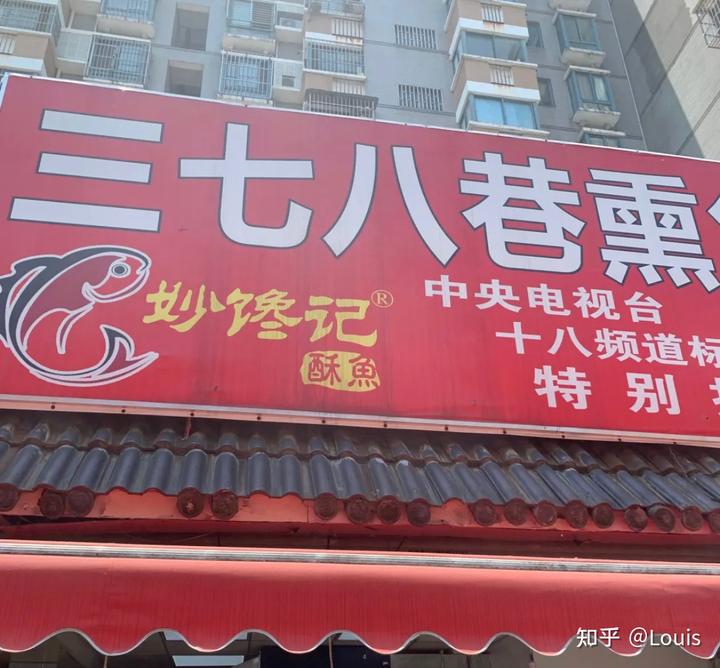 三七八巷熏
妙馋记®
酥魚
中央电视台
十八频道标
特别
知乎 @Louis